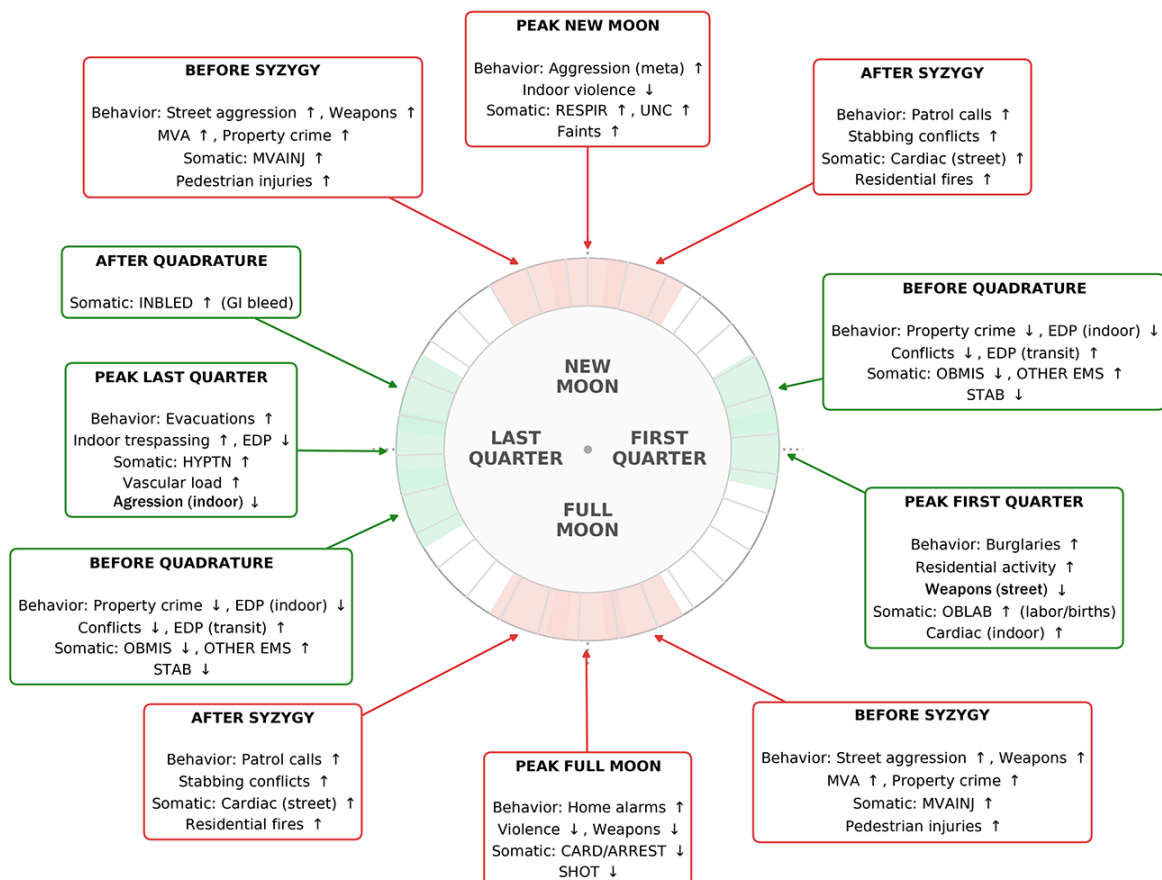 PEAK NEW MOON
Behavior: Aggression (meta) ↑
Indoor violence ↓
Somatic: RESPIR ↑ , UNC ↑
Faints ↑
BEFORE SYZYGY
Behavior: Street aggression ↑ , Weapons ↑
MVA ↑ , Property crime ↑
Somatic: MVAINJ ↑
Pedestrian injuries ↑
AFTER SYZYGY
Behavior: Patrol calls ↑
Stabbing conflicts ↑
Somatic: Cardiac (street) ↑
Residential fires ↑
AFTER QUADRATURE
Somatic: INBLED ↑ (GI bleed)
BEFORE QUADRATURE
Behavior: Property crime ↓ , EDP (indoor) ↓
Conflicts ↓ , EDP (transit) ↑
Somatic: OBMIS ↓ , OTHER EMS ↑
STAB ↓
PEAK LAST QUARTER
Behavior: Evacuations ↑
Indoor trespassing ↑ , EDP ↓
Somatic: HYPTN ↑
Vascular load ↑
Agression (indoor) ↓
NEW
MOON
LAST
QUARTER
FIRST
QUARTER
FULL
MOON
PEAK FIRST QUARTER
Behavior: Burglaries ↑
Residential activity ↑
Weapons (street) ↓
Somatic: OBLAB ↑ (labor/births)
Cardiac (indoor) ↑
BEFORE QUADRATURE
Behavior: Property crime ↓ , EDP (indoor) ↓
Conflicts ↓ , EDP (transit) ↑
Somatic: OBMIS ↓ , OTHER EMS ↑
STAB ↓
AFTER SYZYGY
Behavior: Patrol calls ↑
Stabbing conflicts ↑
Somatic: Cardiac (street) ↑
Residential fires ↑
PEAK FULL MOON
Behavior: Home alarms ↑
Violence ↓ , Weapons ↓
Somatic: CARD/ARREST ↓
SHOT ↓
BEFORE SYZYGY
Behavior: Street aggression ↑ , Weapons ↑
MVA ↑ , Property crime ↑
Somatic: MVAINJ ↑
Pedestrian injuries ↑